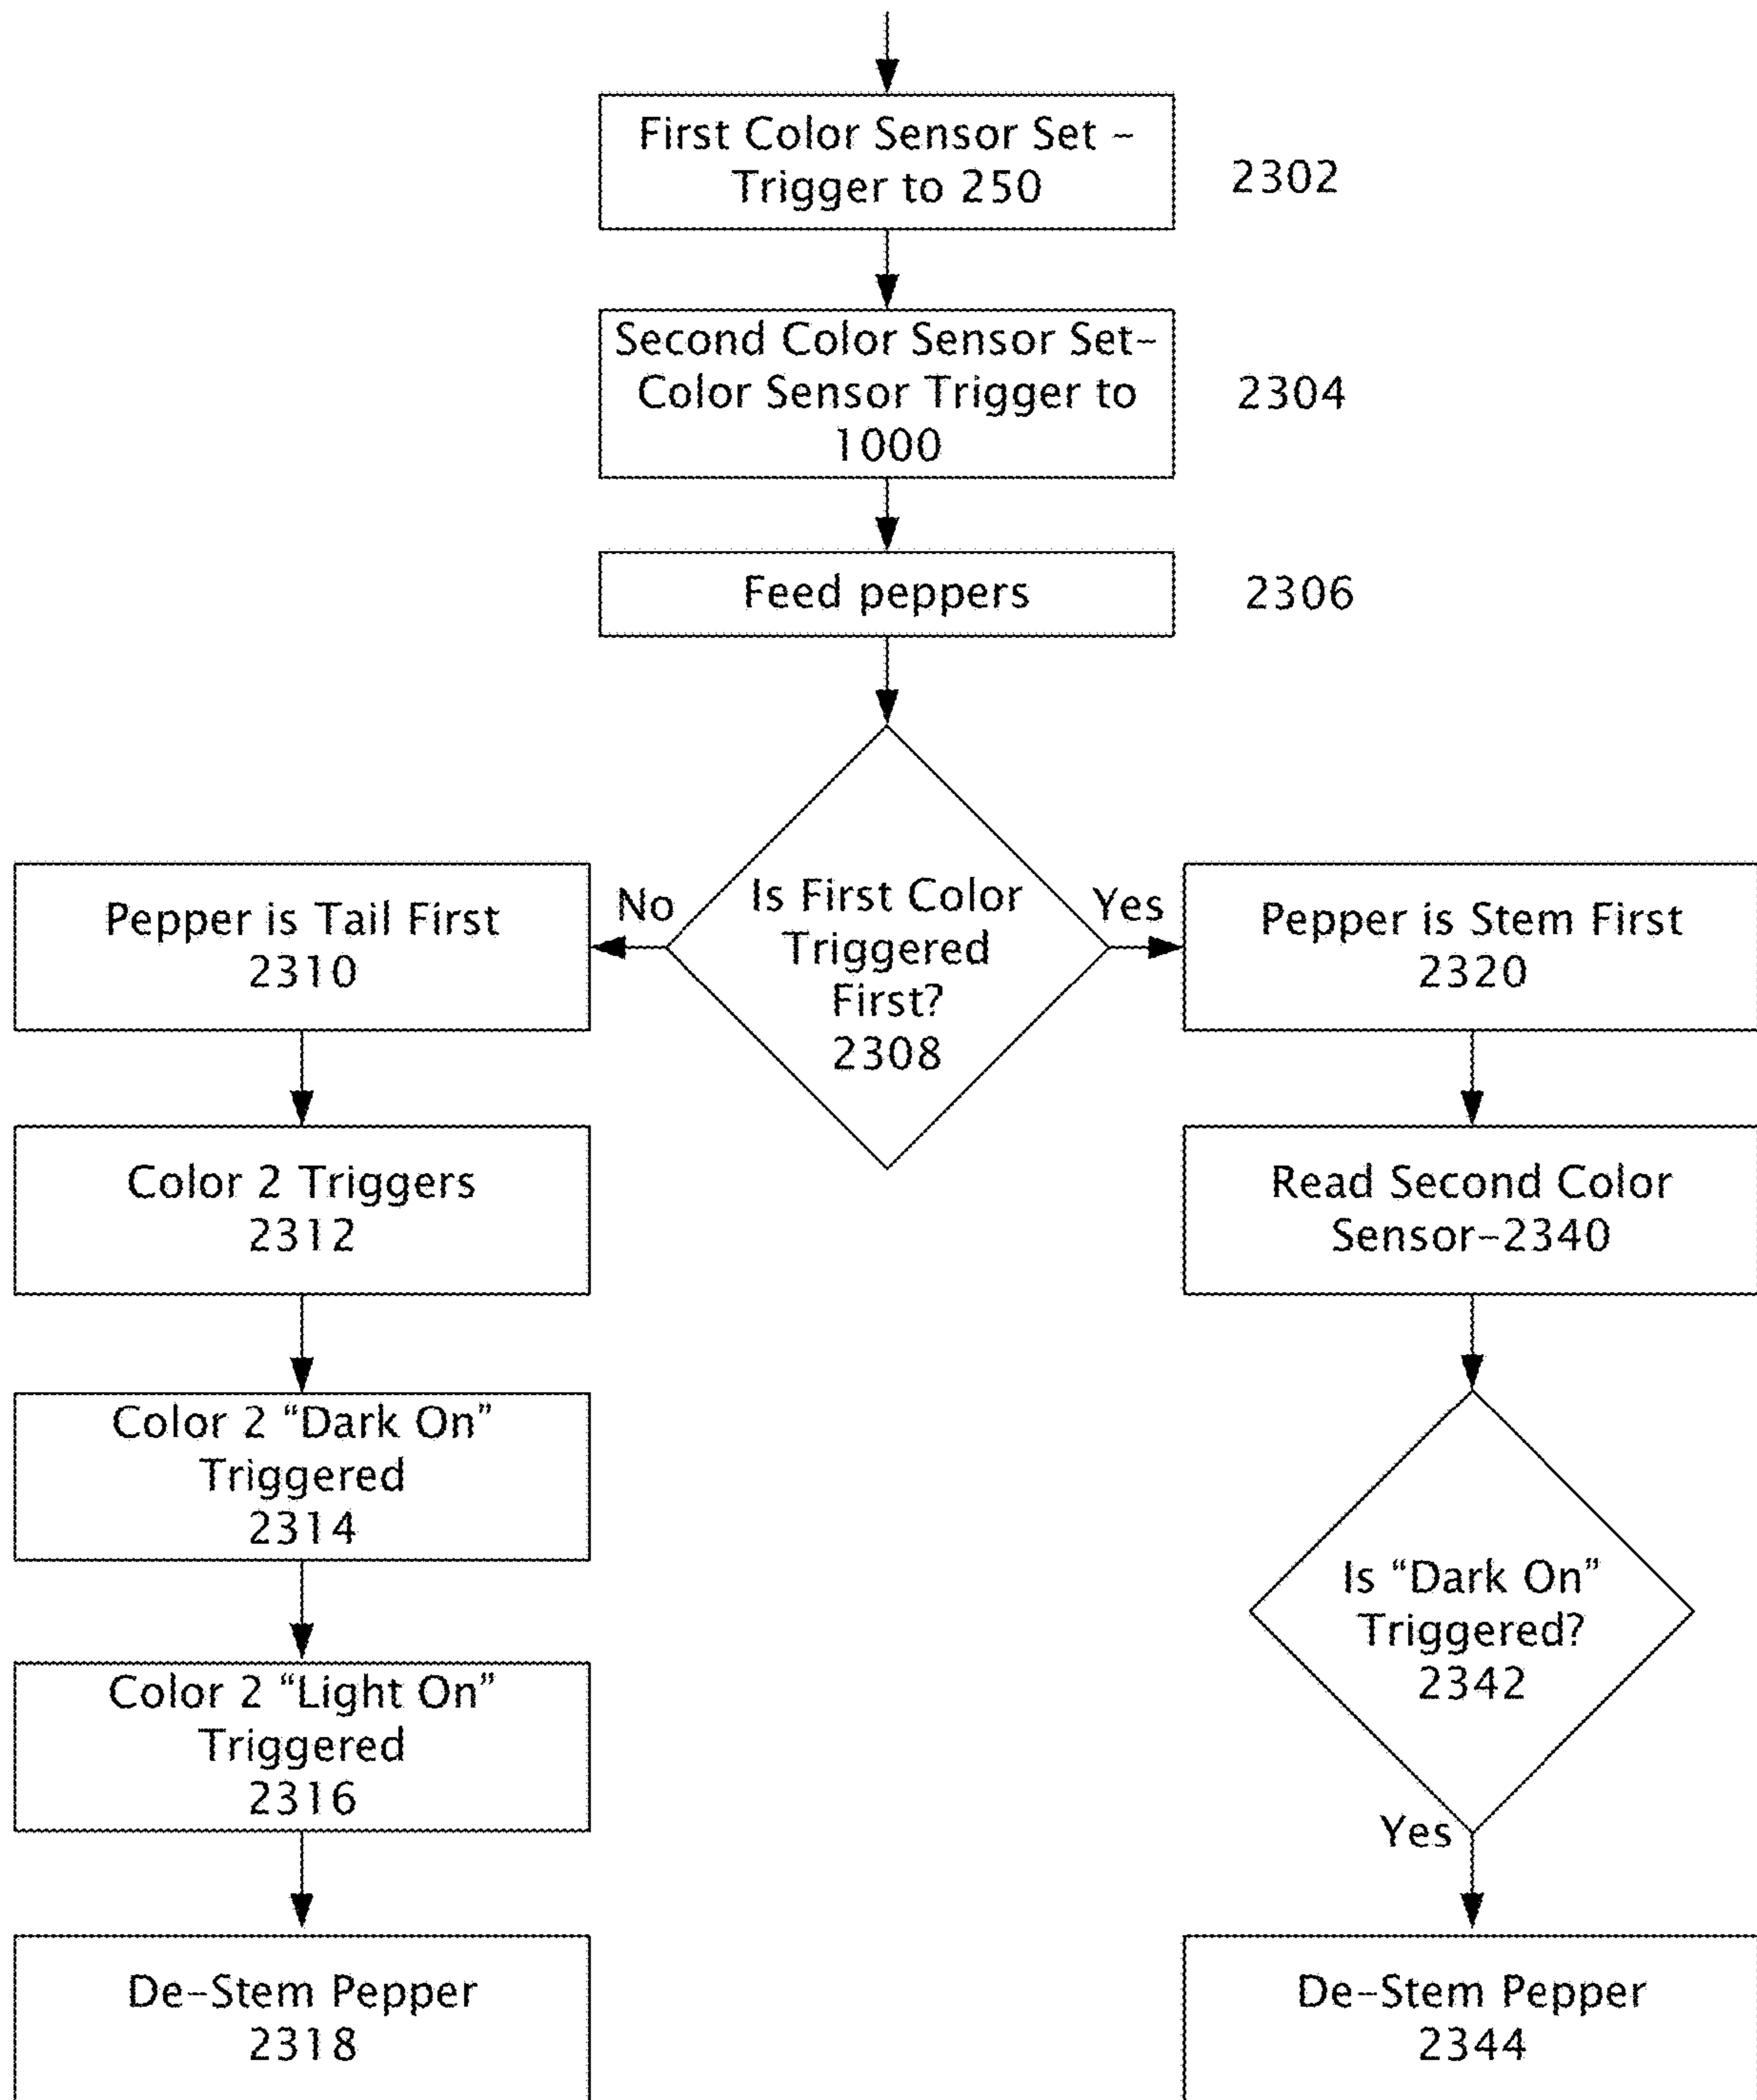 First Color Sensor Set –
Trigger to 250
2302
Second Color Sensor Set–
Color Sensor Trigger to
1000
2304
Feed peppers
2306
Is First Color
Triggered
First?
2308
No
Yes
Pepper is Tail First
2310
Color 2 Triggers
2312
Color 2 “Dark On”
Triggered
2314
Color 2 “Light On”
Triggered
2316
De–Stem Pepper
2318
Pepper is Stem First
2320
Read Second Color
Sensor–2340
Is “Dark On”
Triggered?
2342
Yes
De–Stem Pepper
2344